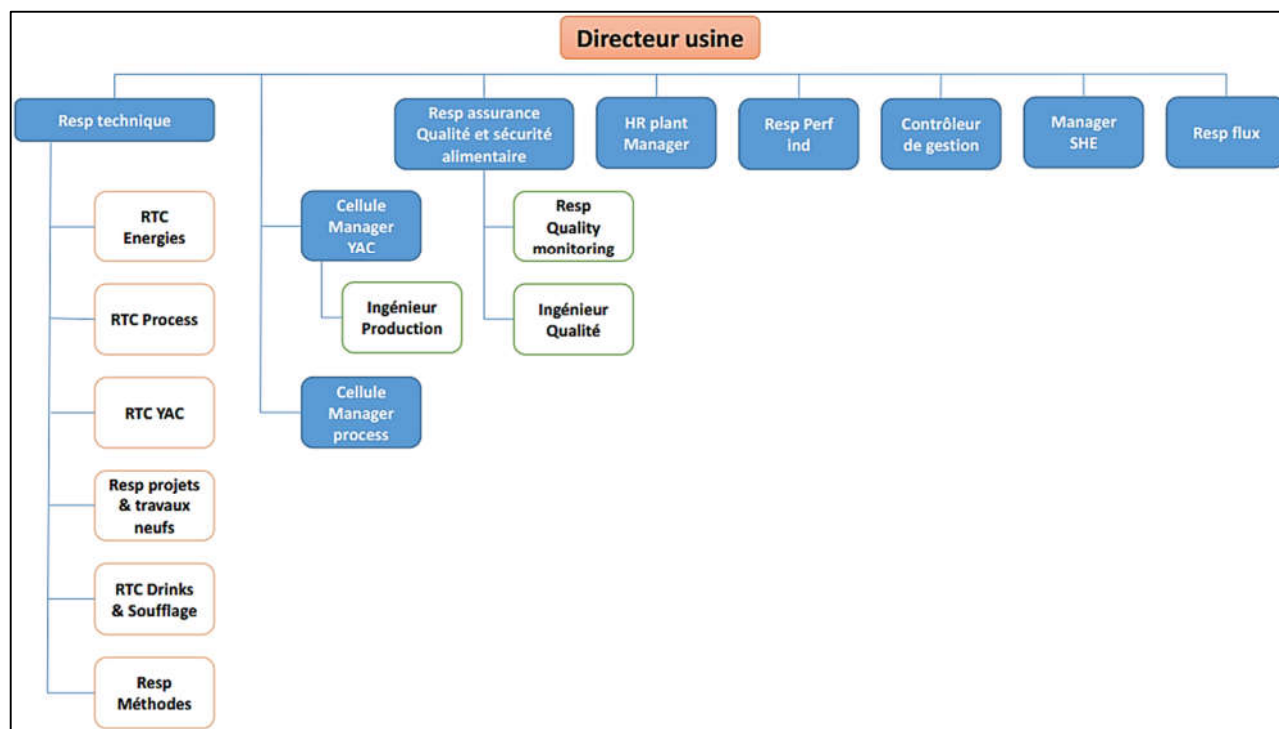 Directeur usine
Resp technique
Resp assurance
Qualité et sécurité
alimentaire
HR plant
Manager
Resp Perf
ind
Contrôleur
de gestion
Manager
SHE
Resp flux
RTC
Energies
RTC Process
RTC YAC
Resp projets
& travaux
neufs
RTC Drinks
& Soufflage
Resp
Méthodes
Cellule
Manager
YAC
Ingénieur
Production
Cellule
Manager
process
Resp
Quality
monitoring
Ingénieur
Qualité